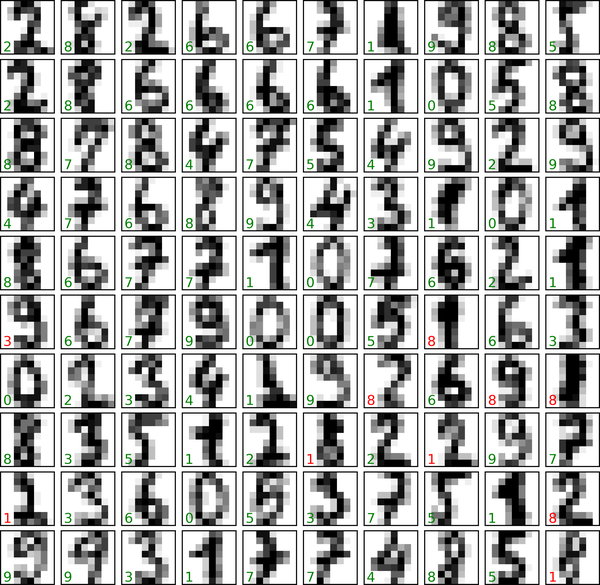 2 8 2 6 6 7 1 9 8 5
2 8 6 6 6 6 1 0 5 8
8 7 8 4 7 5 4 9 2 9
4 7 6 8 9 4 3 1 0 1
8 6 7 7 1 0 7 6 2 1
3 6 7 9 0 0 5 8 6 3
0 2 3 4 1 9 8 6 8 8
8 3 5 1 2 1 2 1 9 7
1 3 6 0 5 3 7 5 1 8
9 9 3 1 7 7 4 8 5 1